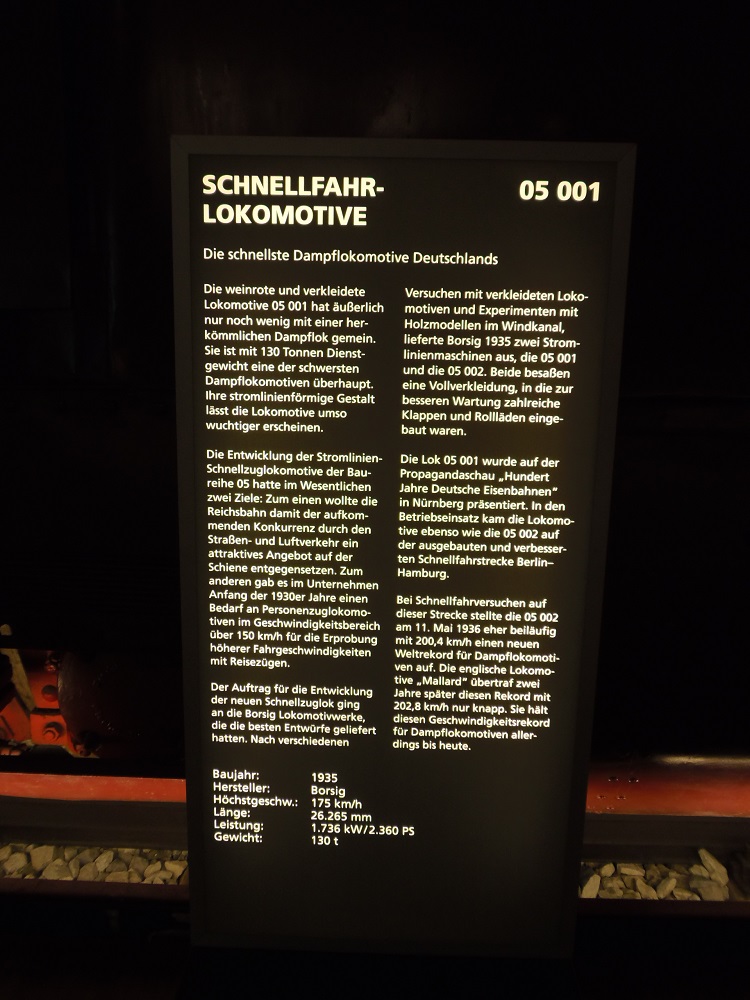 SCHNELLFAHR-
LOKOMOTIVE
05 001
Die schnellste Dampflokomotive Deutschlands
Die weinrote und verkleidete
Lokomotive 05 001 hat äußerlich
nur noch wenig mit einer her-
kömmlichen Dampflok gemein.
Sie ist mit 130 Tonnen Dienst-
gewicht eine der schwersten
Dampflokomotiven überhaupt.
Ihre stromlinienförmige Gestalt
lässt die Lokomotive umso
wuchtiger erscheinen.
Die Entwicklung der Stromlinien-
Schnellzuglokomotive der Bau-
reihe 05 hatte im Wesentlichen
zwei Ziele: Zum einen wollte die
Reichsbahn damit der aufkom-
menden Konkurrenz durch den
Straßen- und Luftverkehr ein
attraktives Angebot auf der
Schiene entgegensetzen. Zum
anderen gab es im Unternehmen
Anfang der 1930er Jahre einen
Bedarf an Personenzuglokomo-
tiven im Geschwindigkeitsbereich
über 150 km/h für die Erprobung
höherer Fahrgeschwindigkeiten
mit Reisezügen.
Der Auftrag für die Entwicklung
der neuen Schnellzuglok ging
an die Borsig Lokomotivwerke,
die die besten Entwürfe geliefert
hatten. Nach verschiedenen
Versuchen mit verkleideten Loko-
motiven und Experimenten mit
Holzmodellen im Windkanal,
lieferte Borsig 1935 zwei Strom-
linienmaschinen aus, die 05 001
und die 05 002. Beide besaßen
eine Vollverkleidung, in die zur
besseren Wartung zahlreiche
Klappen und Rollläden einge-
baut waren.
Die Lok 05 001 wurde auf der
Propagandaschau „Hundert
Jahre Deutsche Eisenbahnen“
in Nürnberg präsentiert. In den
Betriebseinsatz kam die Lokomo-
tive ebenso wie die 05 002 auf
der ausgebauten und verbesser-
ten Schnellfahrstrecke Berlin–
Hamburg.
Bei Schnellfahrversuchen auf
dieser Strecke stellte die 05 002
am 11. Mai 1936 eher beiläufig
mit 200,4 km/h einen neuen
Weltrekord für Dampflokomoti-
ven auf. Die englische Lokomo-
tive „Mallard“ übertraf zwei
Jahre später diesen Rekord mit
202,8 km/h nur knapp. Sie hält
diesen Geschwindigkeitsrekord
für Dampflokomotiven aller-
dings bis heute.
Baujahr: 1935
Hersteller: Borsig
Höchstgeschw.: 175 km/h
Länge: 26.265 mm
Leistung: 1.736 kW/2.360 PS
Gewicht: 130 t